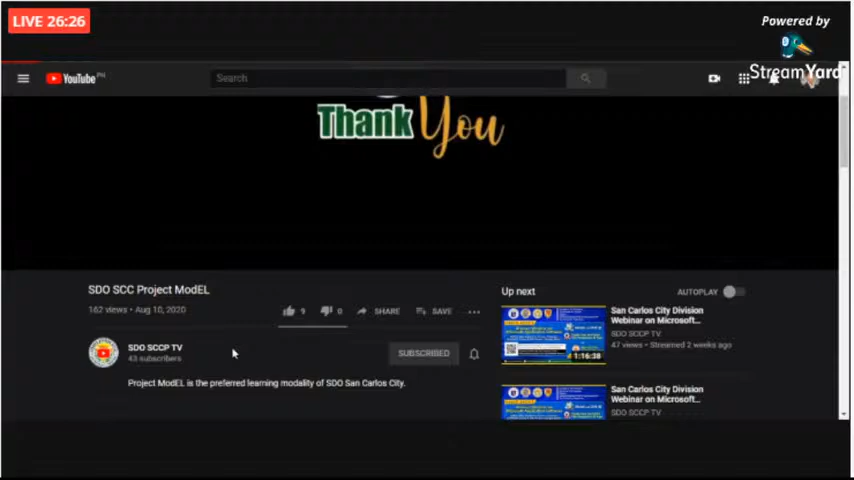 LIVE 26:26
Powered by
StreamYard
YouTube PH
Search
Thank You
SDO SCC Project ModEL
162 views • Aug 10, 2020
9
0
SHARE
SAVE
SDO SCCP TV
43 subscribers
SUBSCRIBED
Project ModEL is the preferred learning modality of SDO San Carlos City.
Up next
AUTOPLAY
San Carlos City Division
Webinar on Microsoft...
SDO SCCP TV
47 views • Streamed 2 weeks ago
1:16:38
San Carlos City Division
Webinar on Microsoft...
SDO SCCP TV